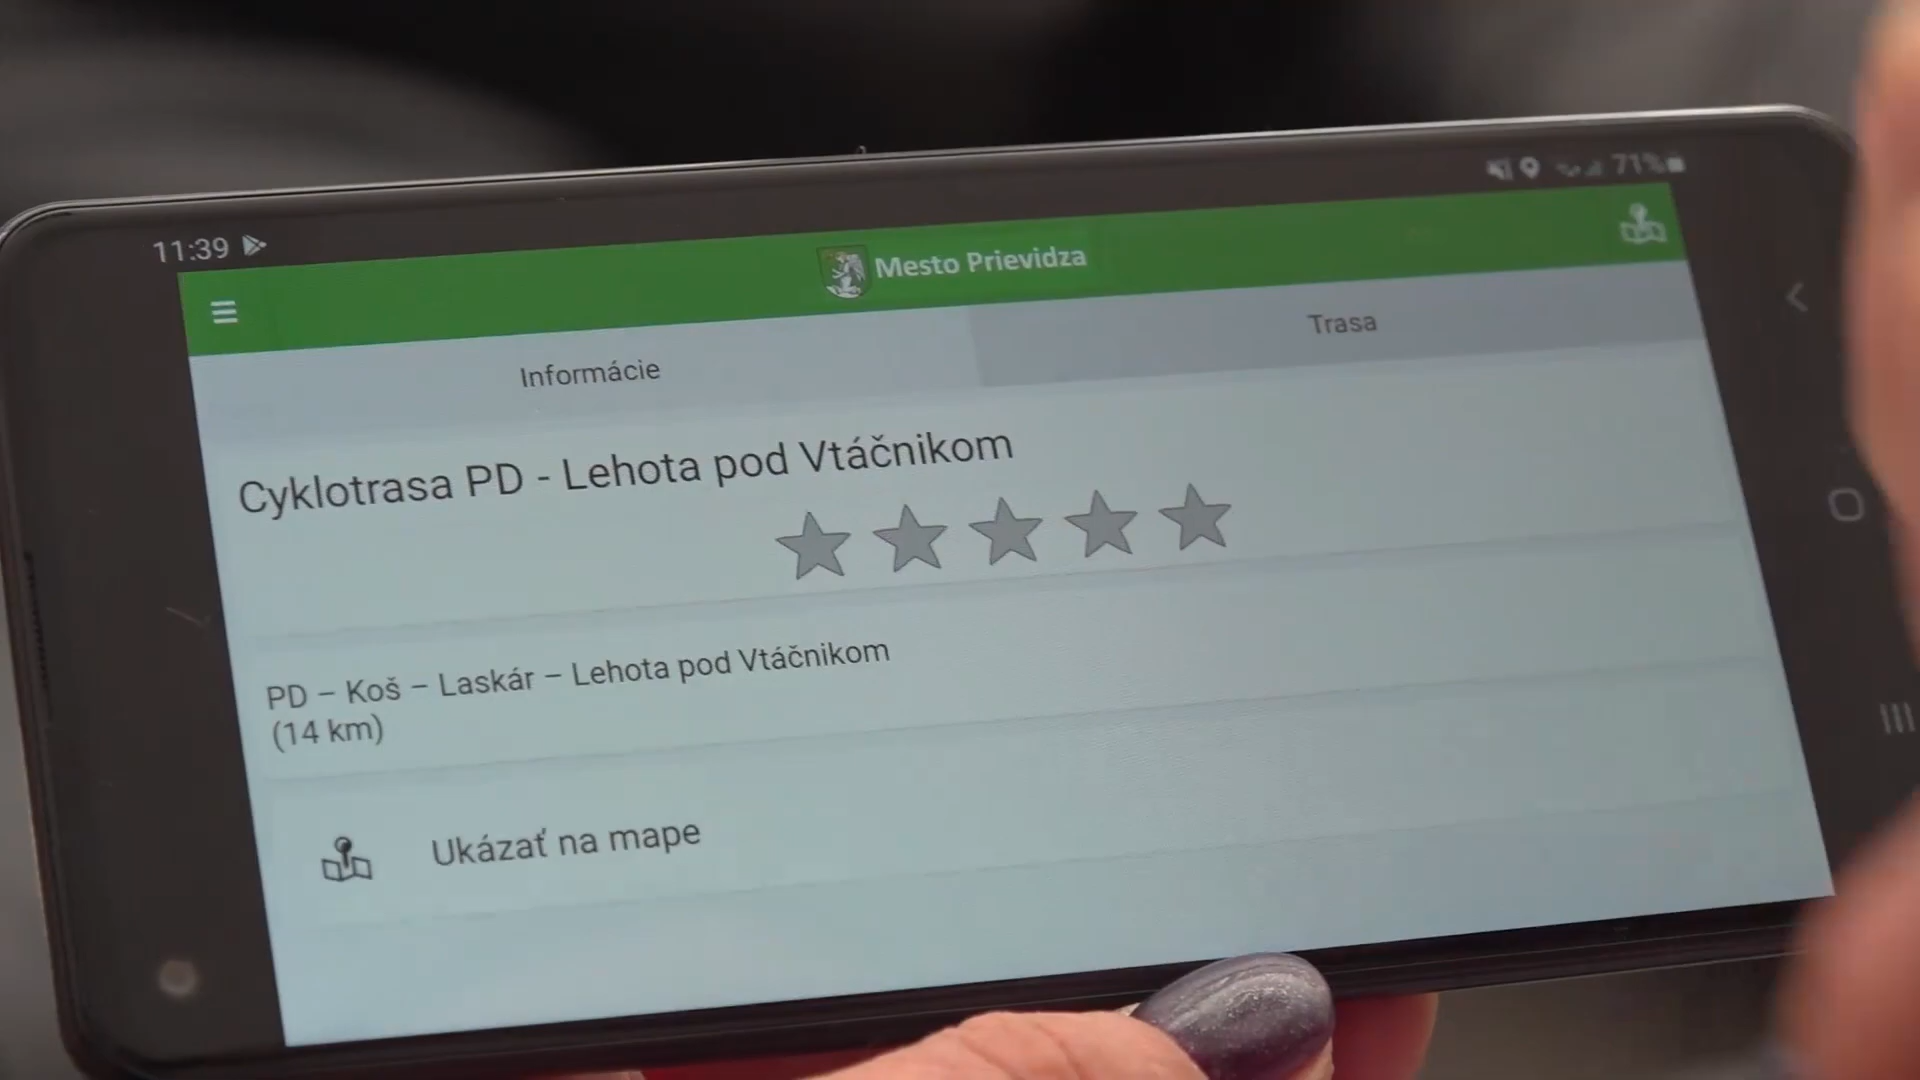 11:39
71%
Mesto Prievidza
Informácie
Trasa
Cyklotrasa PD - Lehota pod Vtáčnikom
PD – Koš – Laskár – Lehota pod Vtáčnikom
(14 km)
Ukázať na mape